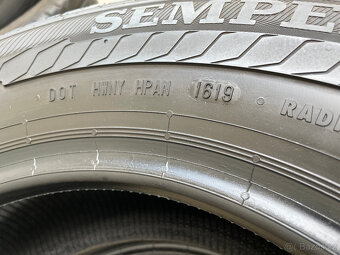 SEMPE
DOT HWNY HPAN 1619 RADI